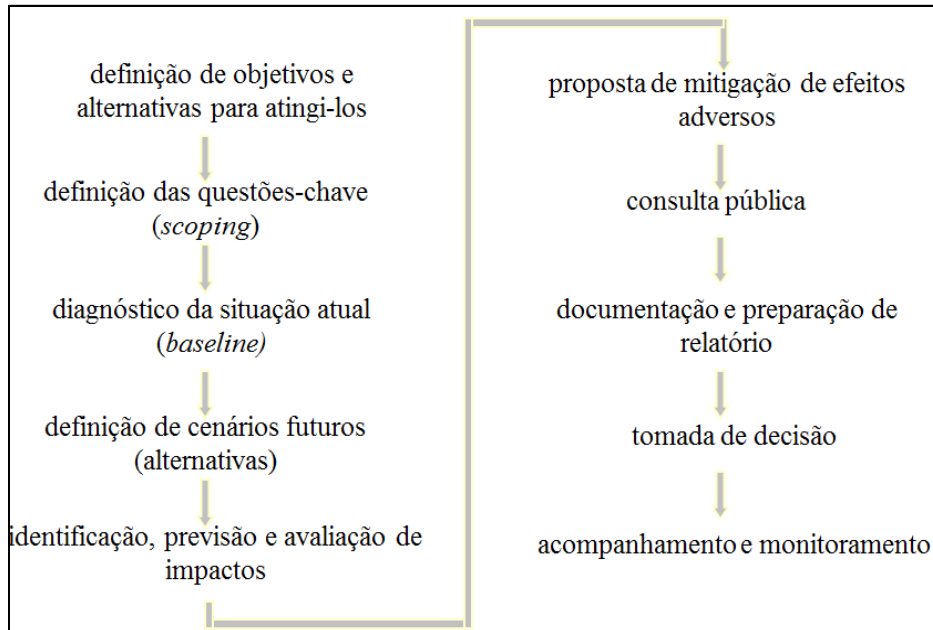 definição de objetivos e
alternativas para atingi-los
definição das questões-chave
(scoping)
diagnóstico da situação atual
(baseline)
definição de cenários futuros
(alternativas)
identificação, previsão e avaliação de
impactos
proposta de mitigação de efeitos
adversos
consulta pública
documentação e preparação de
relatório
tomada de decisão
acompanhamento e monitoramento